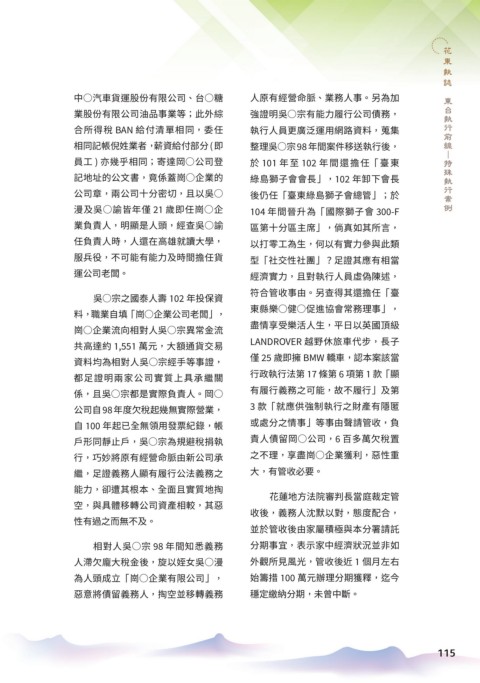 花東執誌
東台執行前線｜特殊執行案例
中○汽車貨運股份有限公司、台○糖
業股份有限公司油品事業等；此外綜
合所得稅 BAN 給付清單相同，委任
相同記帳俱姓業者，薪資給付部分 ( 即
員工 ) 亦幾乎相同；寄達岡○公司登
記地址的公文書，竟係蓋崗○企業的
公司章，兩公司十分密切，且以吳○
漫及吳○諭皆年僅 21 歲即任崗○企
業負責人，明顯是人頭，經查吳○諭
任負責人時，人還在高雄就讀大學，
服兵役，不可能有能力及時間擔任貨
運公司老闆。
吳○宗之國泰人壽 102 年投保資
料，職業自填「崗○企業公司老闆」，
崗○企業流向相對人吳○宗異常金流
共高達約 1,551 萬元，大額通貨交易
資料均為相對人吳○宗經手等事證，
都足證明兩家公司實質上具承繼關
係，且吳○宗都是實際負責人。岡○
公司自 98 年度欠稅起幾無實際營業，
自 100 年起已全無領用發票紀錄，帳
戶形同靜止戶，吳○宗為規避稅捐執
行，巧妙將原有經營命脈由新公司承
繼，足證義務人顯有履行公法義務之
能力，卻遭其根本、全面且實質地掏
空，與具體移轉公司資產相較，其惡
性有過之而無不及。
相對人吳○宗 98 年間知悉義務
人滯欠龐大稅金後，旋以姪女吳○漫
為人頭成立「崗○企業有限公司」，
惡意將債留義務人，掏空並移轉義務
人原有經營命脈、業務人事。另為加
強證明吳○宗有能力履行公司債務，
執行人員更廣泛運用網路資料，蒐集
整理吳○宗 98 年間案件移送執行後，
於 101 年至 102 年間還擔任「臺東
綠島獅子會會長」，102 年卸下會長
後仍任「臺東綠島獅子會總管」；於
104 年間晉升為「國際獅子會 300-F
區第十分區主席」，倘真如其所言，
以打零工為生，何以有實力參與此類
型「社交性社團」？足證其應有相當
經濟實力，且對執行人員虛偽陳述，
符合管收事由。另查得其還擔任「臺
東縣樂○健○促進協會常務理事」，
盡情享受樂活人生，平日以英國頂級
LANDROVER 越野休旅車代步，長子
僅 25 歲即擁 BMW 轎車，認本案該當
行政執行法第 17 條第 6 項第 1 款「顯
有履行義務之可能，故不履行」及第
3 款「就應供強制執行之財產有隱匿
或處分之情事」等事由聲請管收，負
責人債留岡○公司，6 百多萬欠稅置
之不理，享盡崗○企業獲利，惡性重
大，有管收必要。
花蓮地方法院審判長當庭裁定管
收後，義務人沈默以對，態度配合，
並於管收後由家屬積極與本分署請託
分期事宜，表示家中經濟狀況並非如
外觀所見風光，管收後近 1 個月左右
始籌措 100 萬元辦理分期獲釋，迄今
穩定繳納分期，未曾中斷。
115